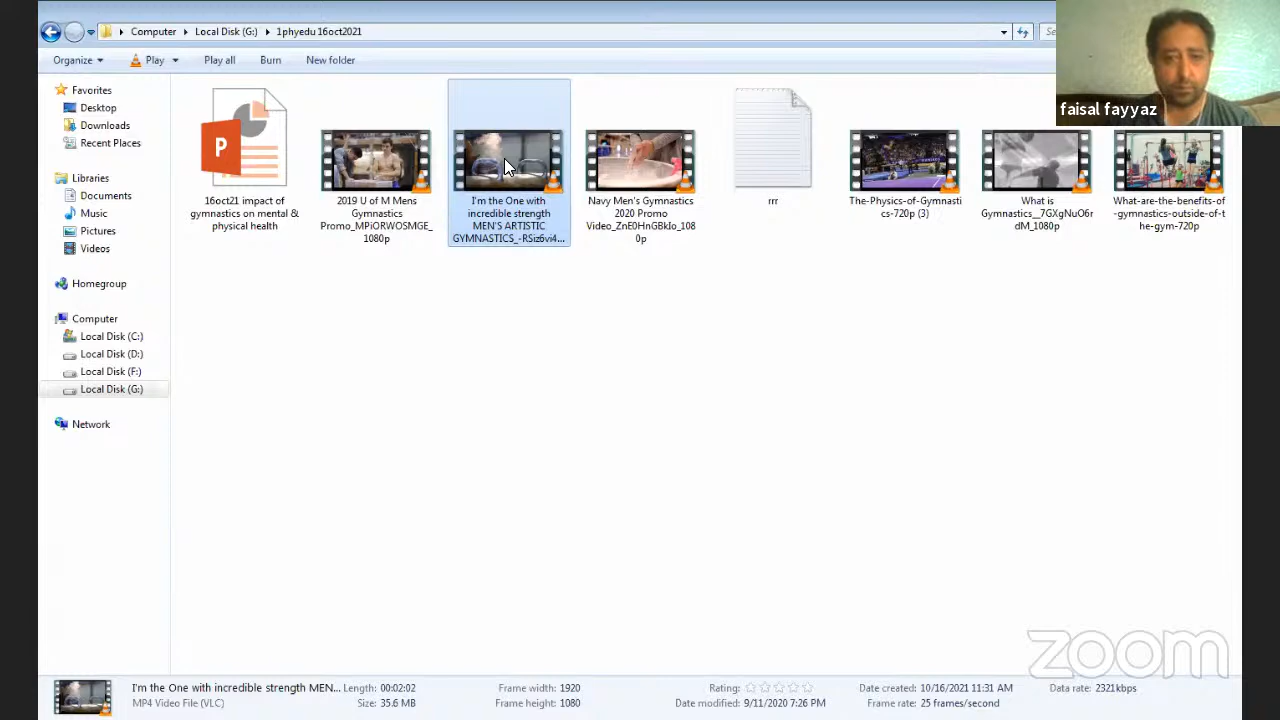 Computer
Local Disk (G:)
1phyedu 16oct2021
Organize
Play
Play all
Burn
New folder
faisal fayyaz
Favorites
Desktop
Downloads
Recent Places
Libraries
Documents
Music
Pictures
Videos
Homegroup
Computer
Local Disk (C:)
Local Disk (D:)
Local Disk (F:)
Local Disk (G:)
Network
P
16oct21 impact of
gymnastics on mental &
physical health
2019 U of M Mens
Gymnastics
Promo_MPiORWOSMGE_
1080p
I'm the One with
incredible strength
MEN'S ARTISTIC
GYMNASTICS_-RSiz6vi4...
Navy Men's Gymnastics
2020 Promo
Video_ZnE0HnGBkIo_108
0p
rrr
The-Physics-of-Gymnasti
cs-720p (3)
What is
Gymnastics__7GXgNuO6r
dM_1080p
What-are-the-benefits-of
-gymnastics-outside-of-t
he-gym-720p
zoom
I'm the One with incredible strength MEN...
MP4 Video File (VLC)
Length: 00:02:02
Size: 35.6 MB
Frame width: 1920
Frame height: 1080
Rating:
Date modified: 9/11/2020 7:26 PM
Date created: 10/16/2021 11:31 AM
Frame rate: 25 frames/second
Data rate: 2321kbps